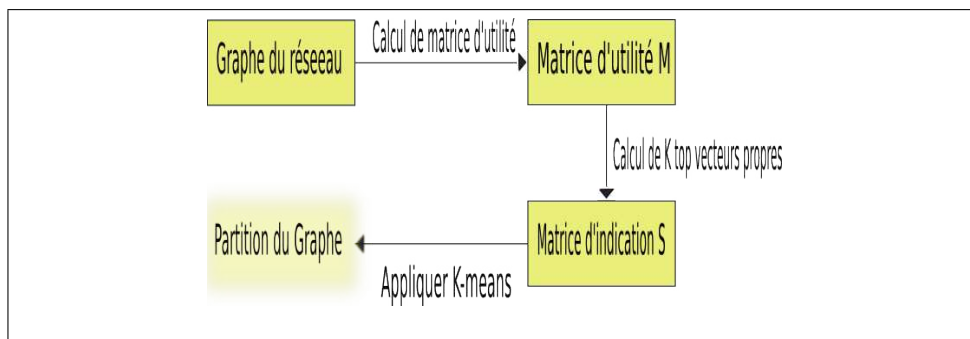 Graphe du réseeau
Calcul de matrice d'utilité
Matrice d'utilité M
Calcul de K top vecteurs propres
Matrice d'indication S
Appliquer K-means
Partition du Graphe